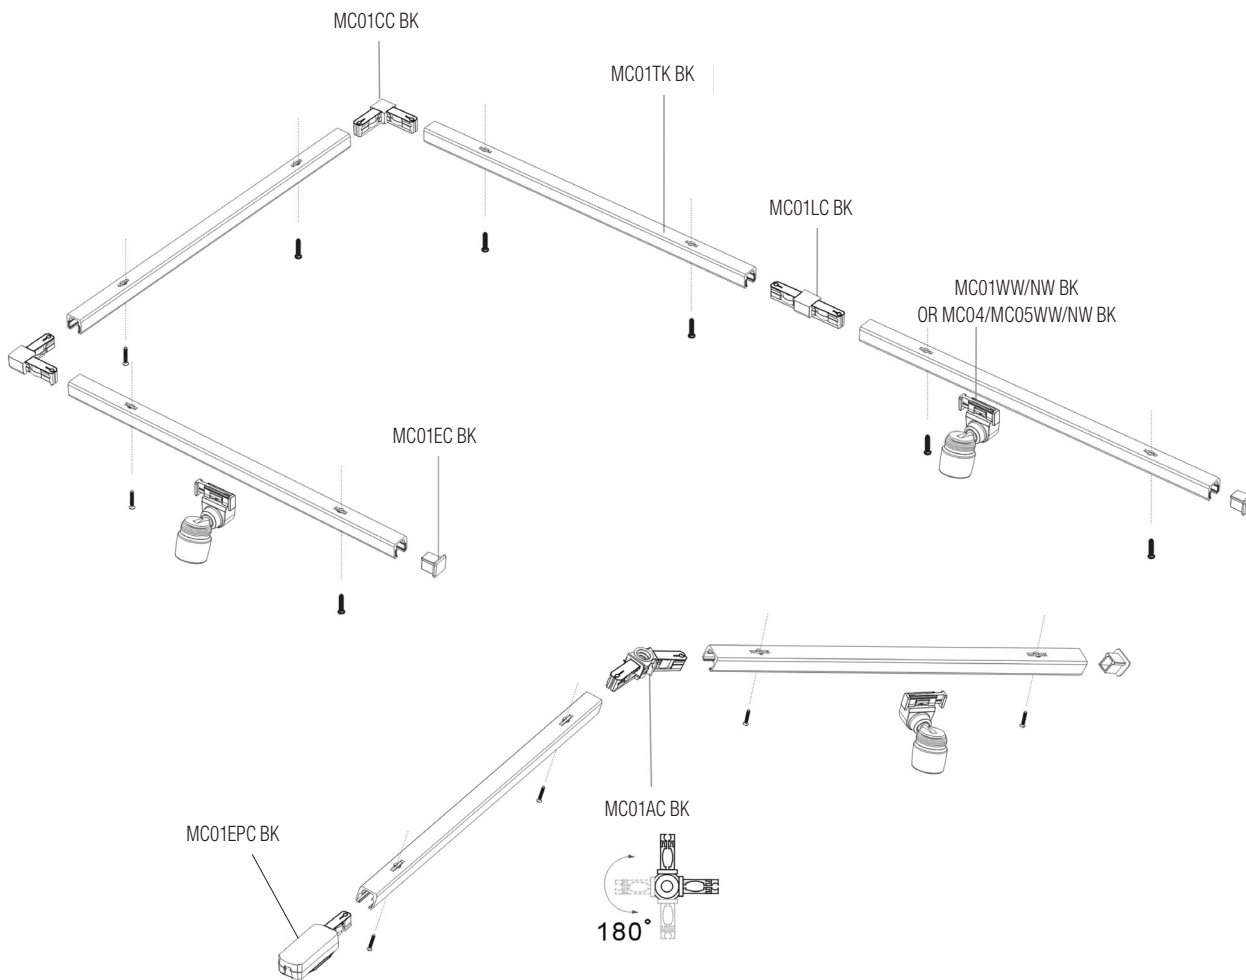 MC01CC BK
MC01TK BK
MC01LC BK
MC01WW/NW BK
OR MC04/MC05WW/NW BK
MC01EC BK
MC01AC BK
MC01EPC BK
180°